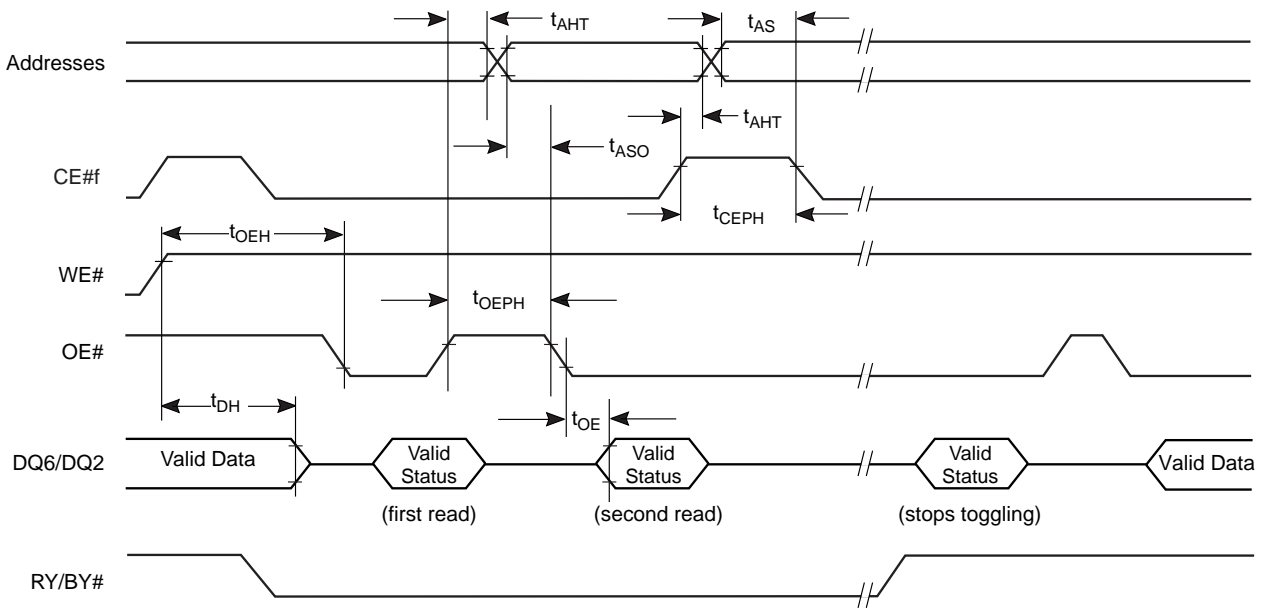 tAHT
tAS
Addresses
tAHT
tASO
CE#f
tCEPH
tOEH
WE#
tOEPH
OE#
tDH
tOE
DQ6/DQ2
Valid Data
Valid
Status
Valid
Status
Valid
Status
Valid Data
(first read)
(second read)
(stops toggling)
RY/BY#